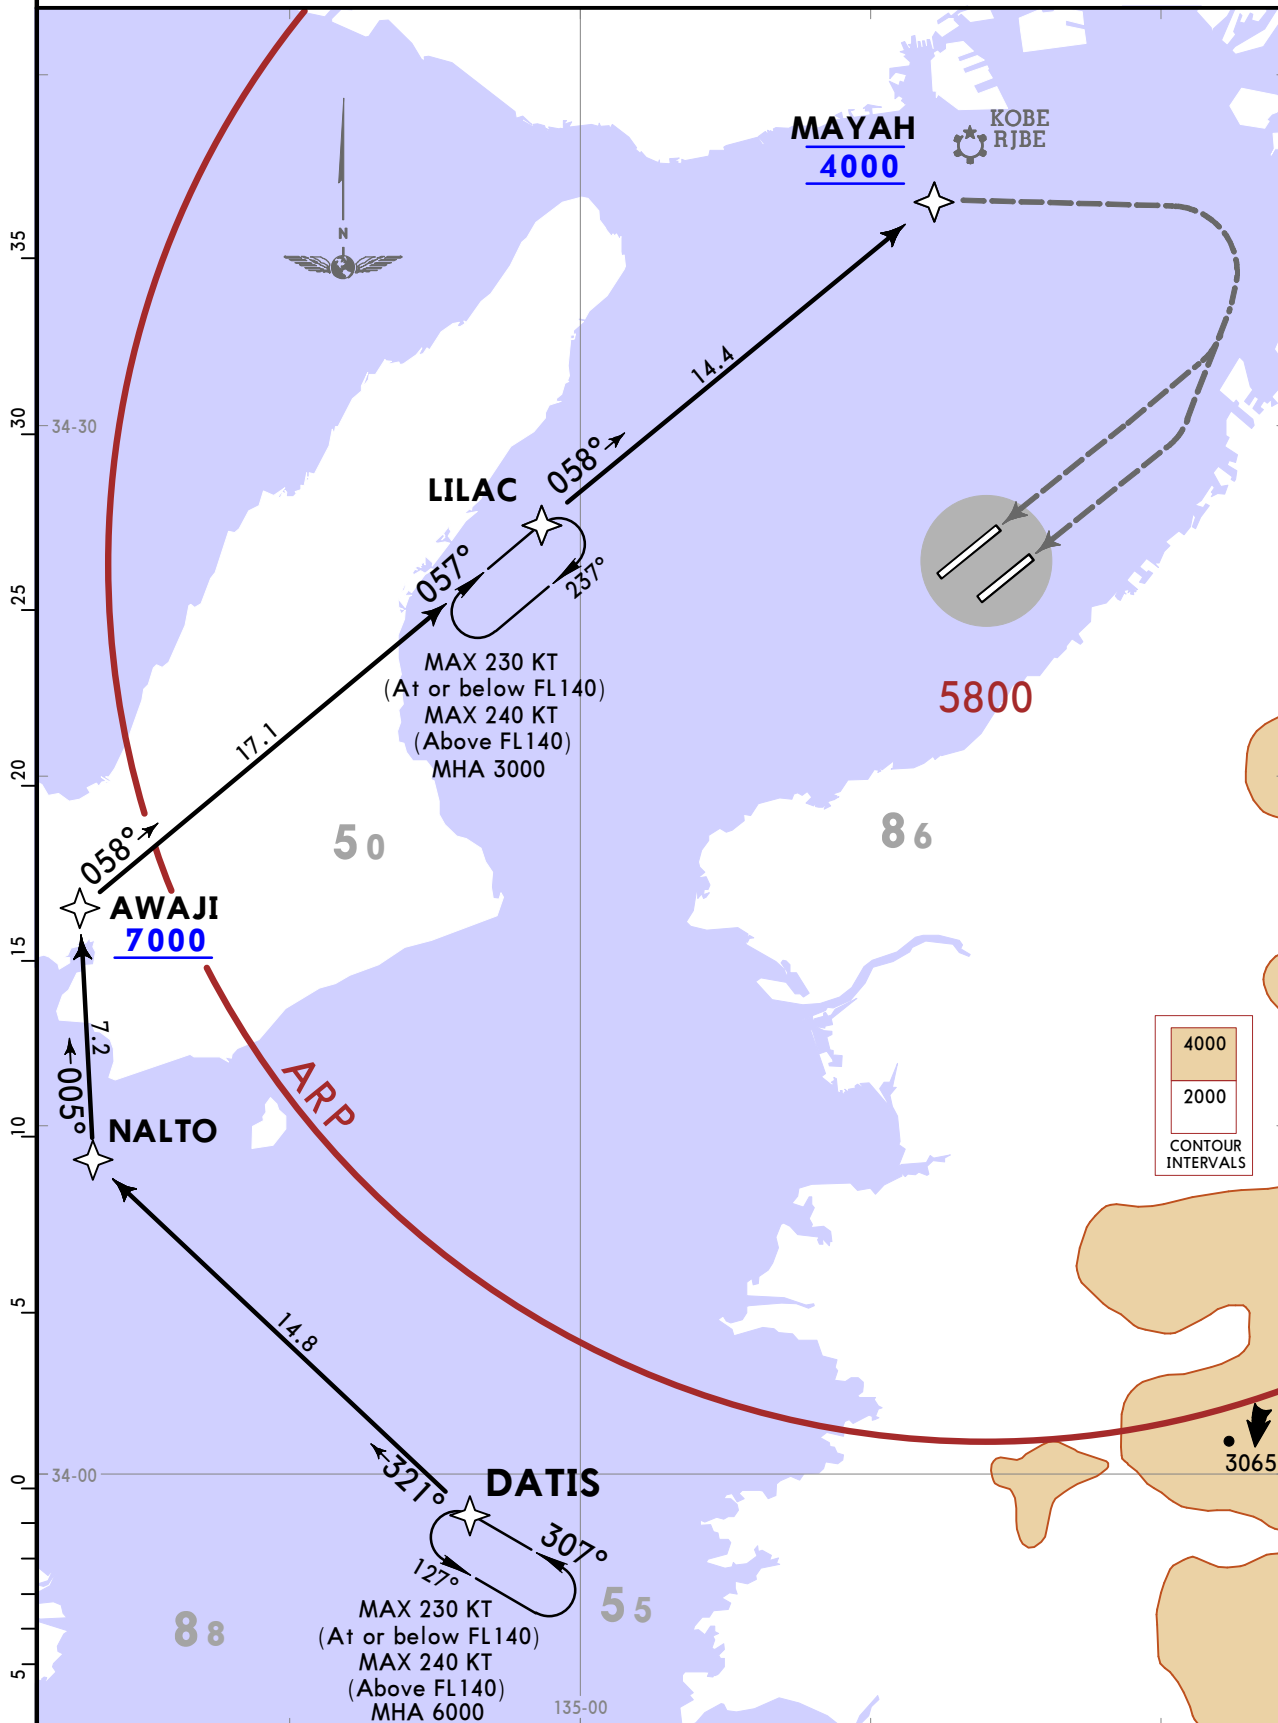 KOBE
RJBE
MAYAH
4000
N
35
14.4
30
34-30
058°
LILAC
057°
237°
25
MAX 230 KT
(At or below FL140)
MAX 240 KT
(Above FL140)
MHA 3000
5800
17.1
20
058°
50
86
AWAJI
7000
15
7.2
005°
ARP
4000
2000
CONTOUR
INTERVALS
10
NALTO
5
14.8
3065
0
34-00
321°
DATIS
307°
127°
55
88
MAX 230 KT
(At or below FL140)
MAX 240 KT
(Above FL140)
MHA 6000
5
135-00